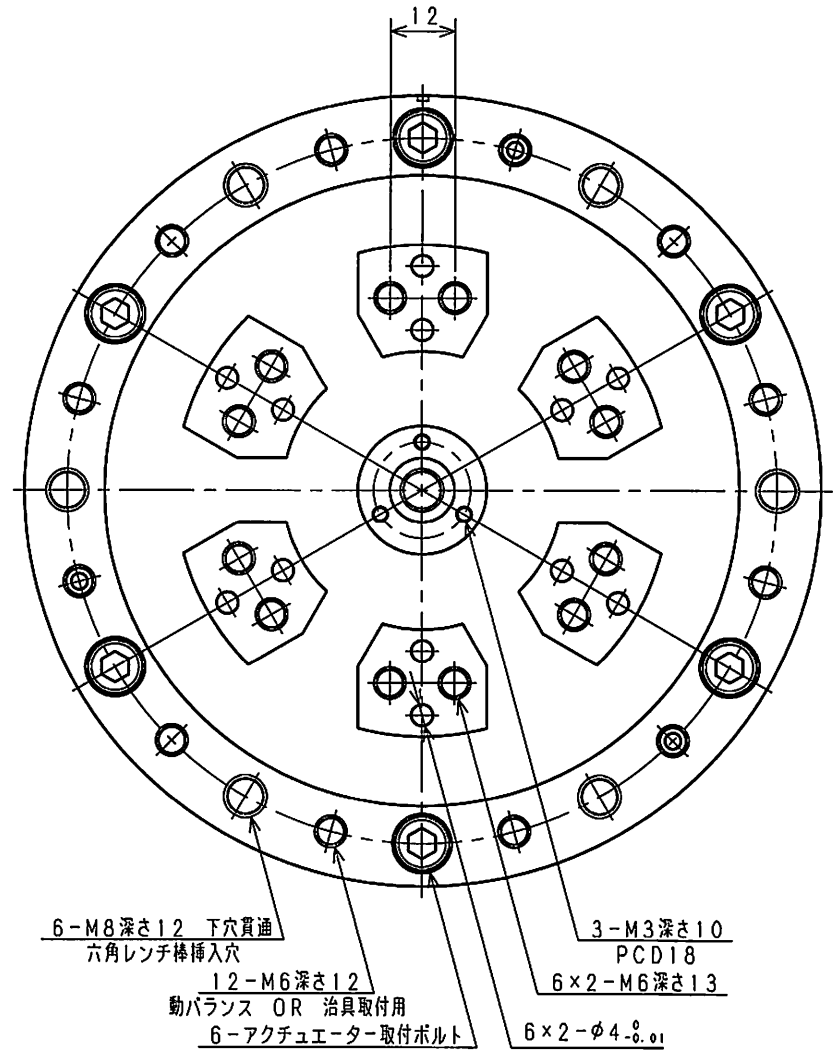 12
6-M8深さ12 下穴貫通
六角レンチ棒挿入穴
12-M6深さ12
動バランス OR 治具取付用
6-アクチュエーター取付ボルト
3-M3深さ10
PCD18
6×2-M6深さ13
6×2-φ4-0.01 0